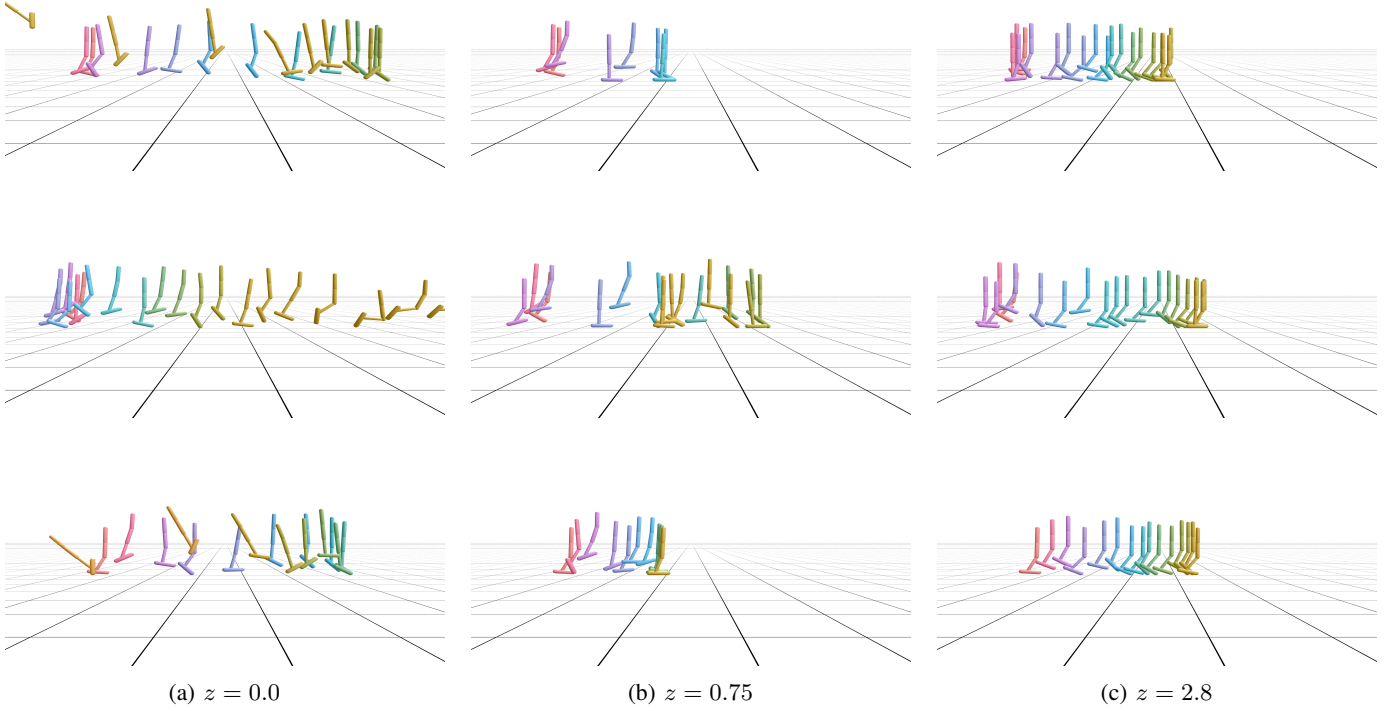 (a) z = 0.0
(b) z = 0.75
(c) z = 2.8